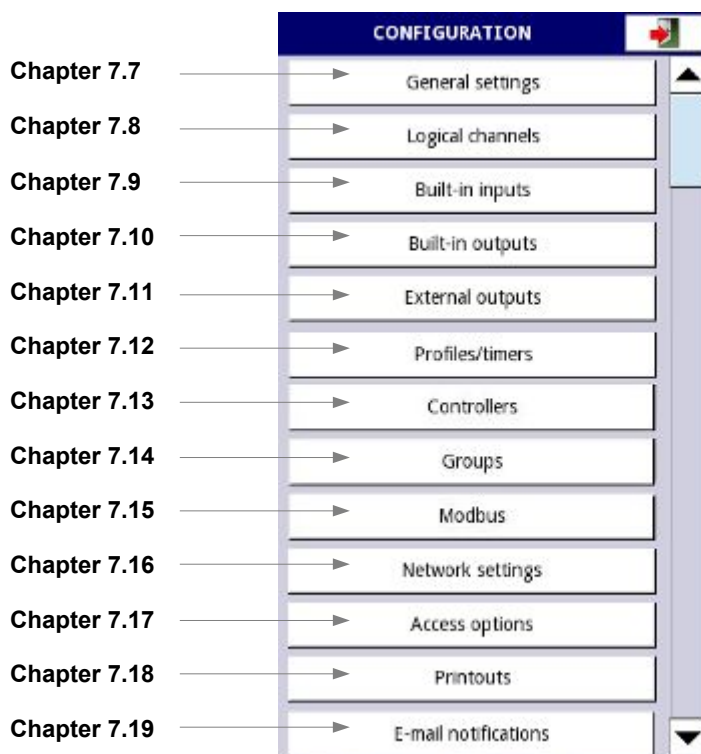 CONFIGURATION
Chapter 7.7 General settings
Chapter 7.8 Logical channels
Chapter 7.9 Built-in inputs
Chapter 7.10 Built-in outputs
Chapter 7.11 External outputs
Chapter 7.12 Profiles/timers
Chapter 7.13 Controllers
Chapter 7.14 Groups
Chapter 7.15 Modbus
Chapter 7.16 Network settings
Chapter 7.17 Access options
Chapter 7.18 Printouts
Chapter 7.19 E-mail notifications